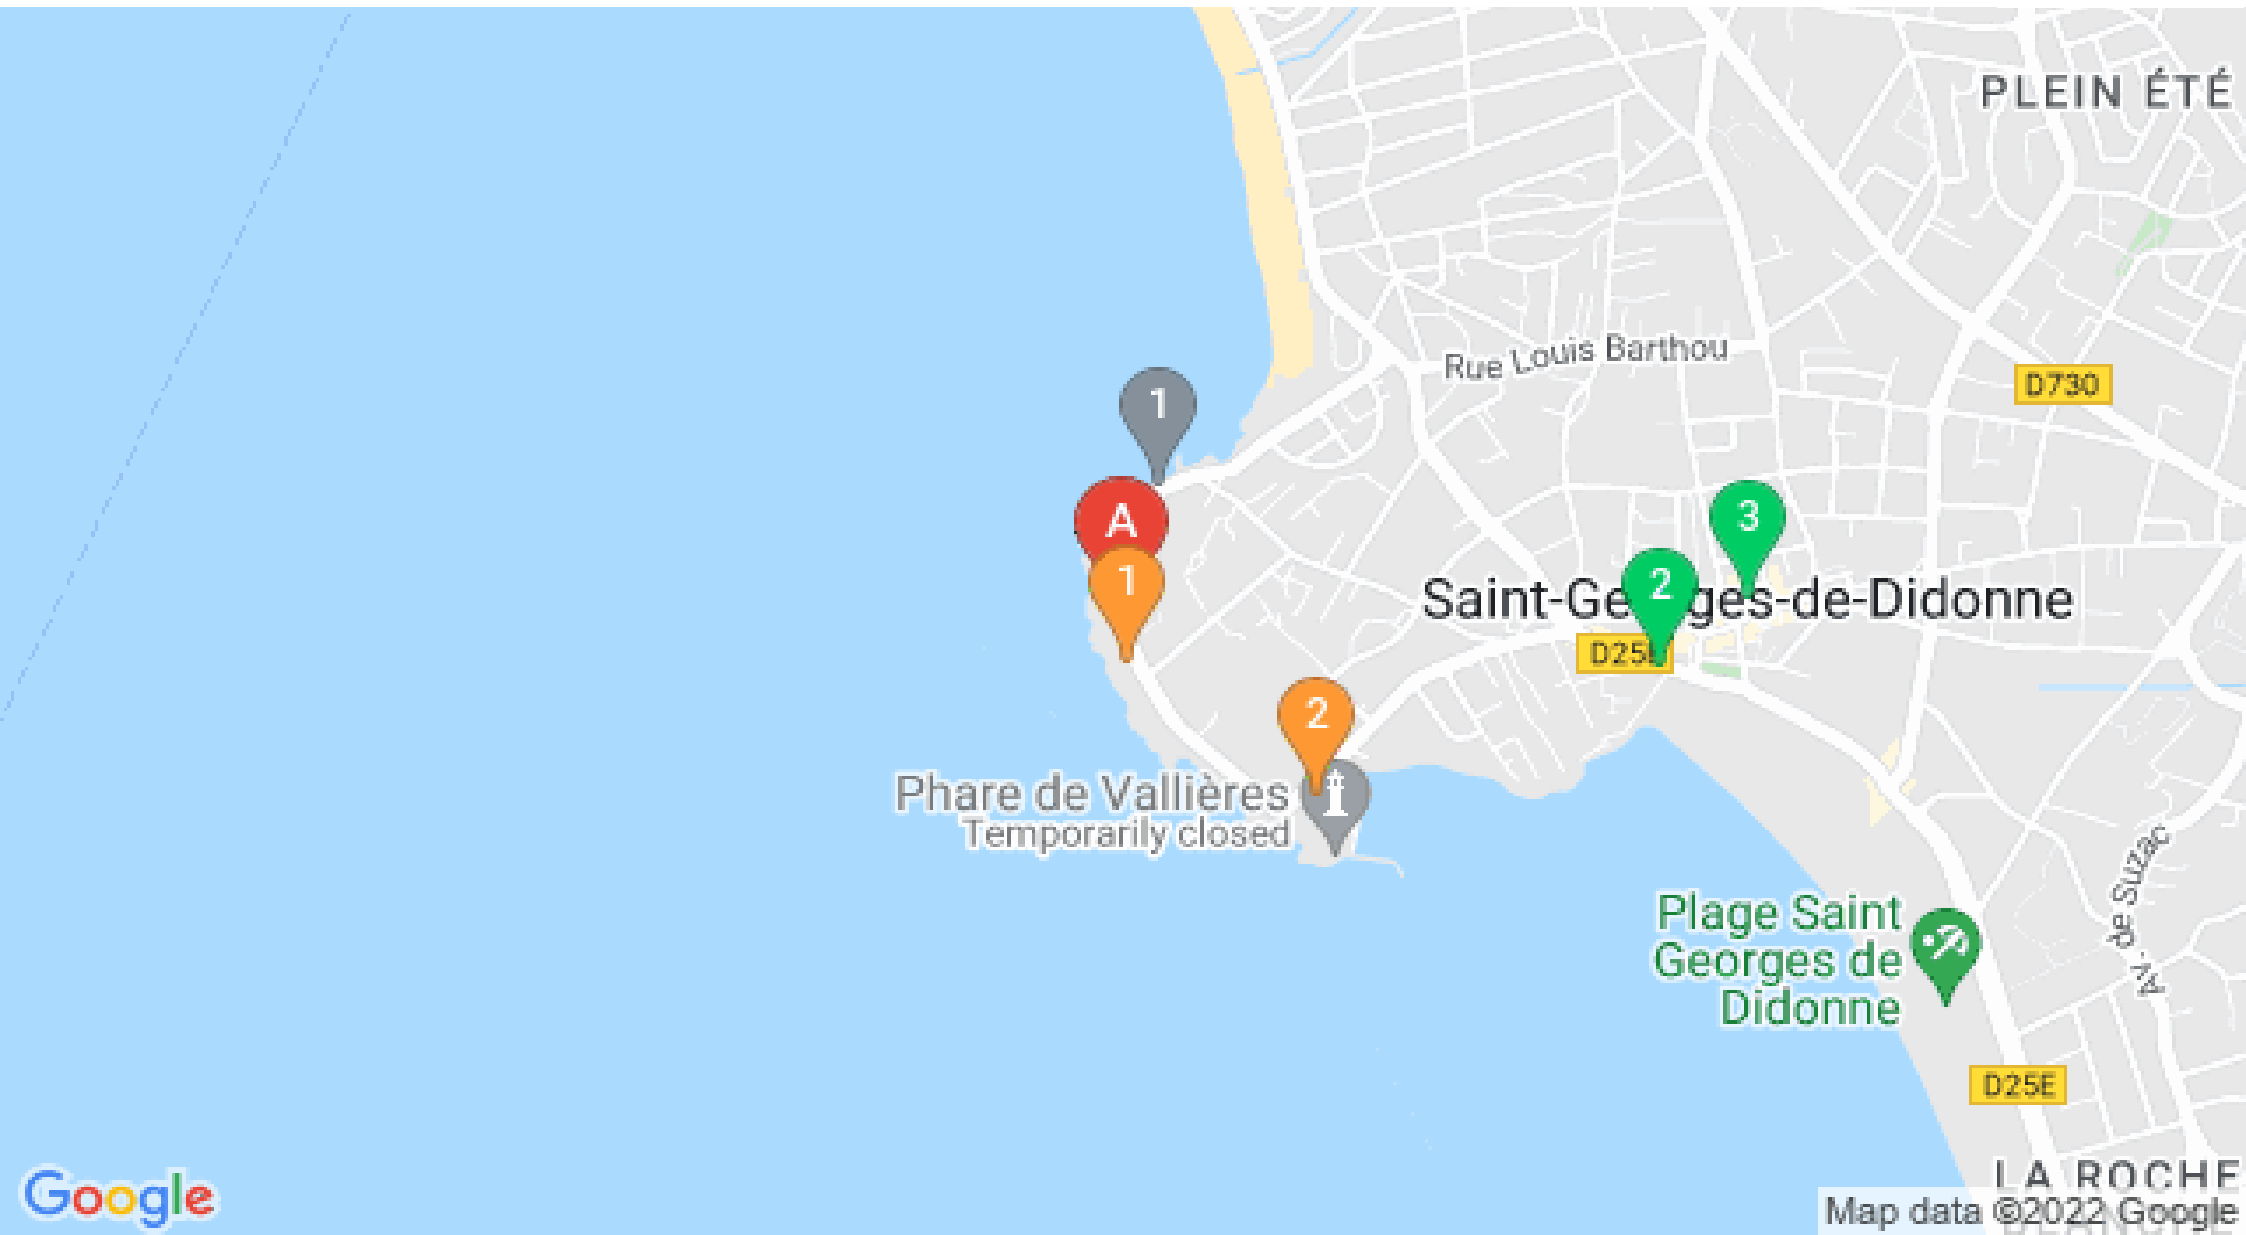 PLEIN ÉTÉ
Rue Louis Barthou
D730
1
A
1
3
2
Saint-Georges-de-Didonne
D25E
2
Phare de Vallières
Temporarily closed
Plage Saint
Georges de
Didonne
Av. de Suzac
D25E
LA ROCHE
Google
Map data ©2022 Google